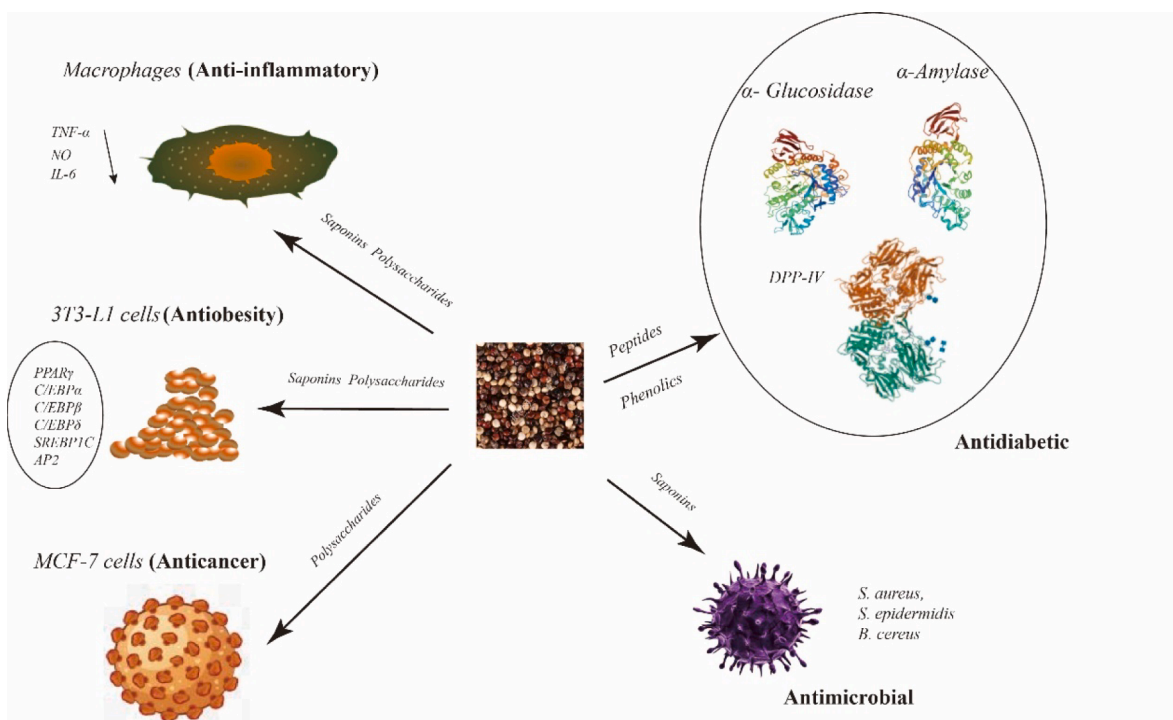 Macrophages (Anti-inflammatory)
TNF-α
NO
IL-6
Saponins Polysaccharides
3T3-L1 cells (Antiobesity)
PPARγ
C/EBPα
C/EBPβ
C/EBPδ
SREBP1C
AP2
Saponins Polysaccharides
MCF-7 cells (Anticancer)
Polysaccharides
α- Glucosidase
α-Amylase
DPP-IV
Peptides
Phenolics
Antidiabetic
Saponins
S. aureus,
S. epidermidis
B. cereus
Antimicrobial